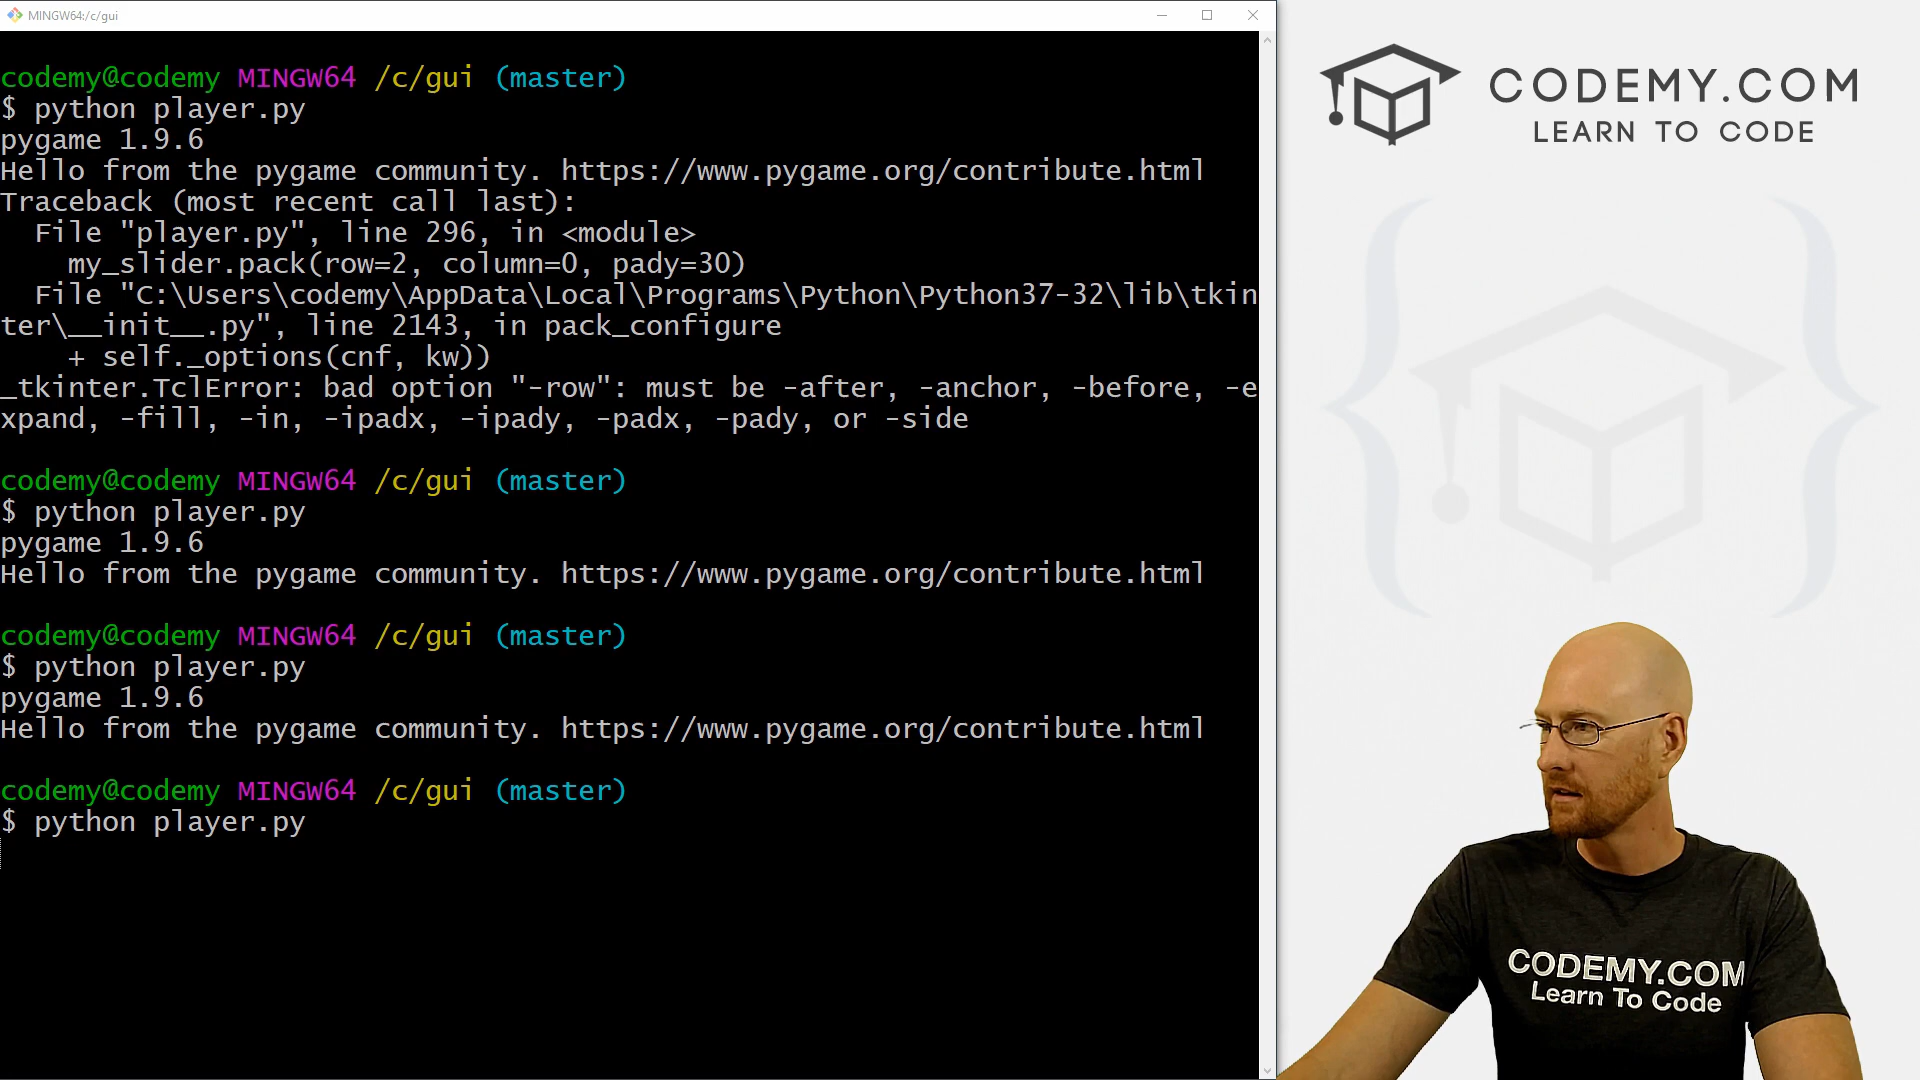 MINGW64:/c/gui
codemy@codemy MINGW64 /c/gui (master)
$ python player.py
pygame 1.9.6
Hello from the pygame community. https://www.pygame.org/contribute.html
Traceback (most recent call last):
  File "player.py", line 296, in <module>
    my_slider.pack(row=2, column=0, pady=30)
  File "C:\Users\codemy\AppData\Local\Programs\Python\Python37-32\lib\tkin
ter\__init__.py", line 2143, in pack_configure
    + self._options(cnf, kw))
_tkinter.TclError: bad option "-row": must be -after, -anchor, -before, -e
xpand, -fill, -in, -ipadx, -ipady, -padx, -pady, or -side
codemy@codemy MINGW64 /c/gui (master)
$ python player.py
pygame 1.9.6
Hello from the pygame community. https://www.pygame.org/contribute.html
codemy@codemy MINGW64 /c/gui (master)
$ python player.py
pygame 1.9.6
Hello from the pygame community. https://www.pygame.org/contribute.html
codemy@codemy MINGW64 /c/gui (master)
$ python player.py
CODEMY.COM
LEARN TO CODE
CODEMY.COM
Learn To Code